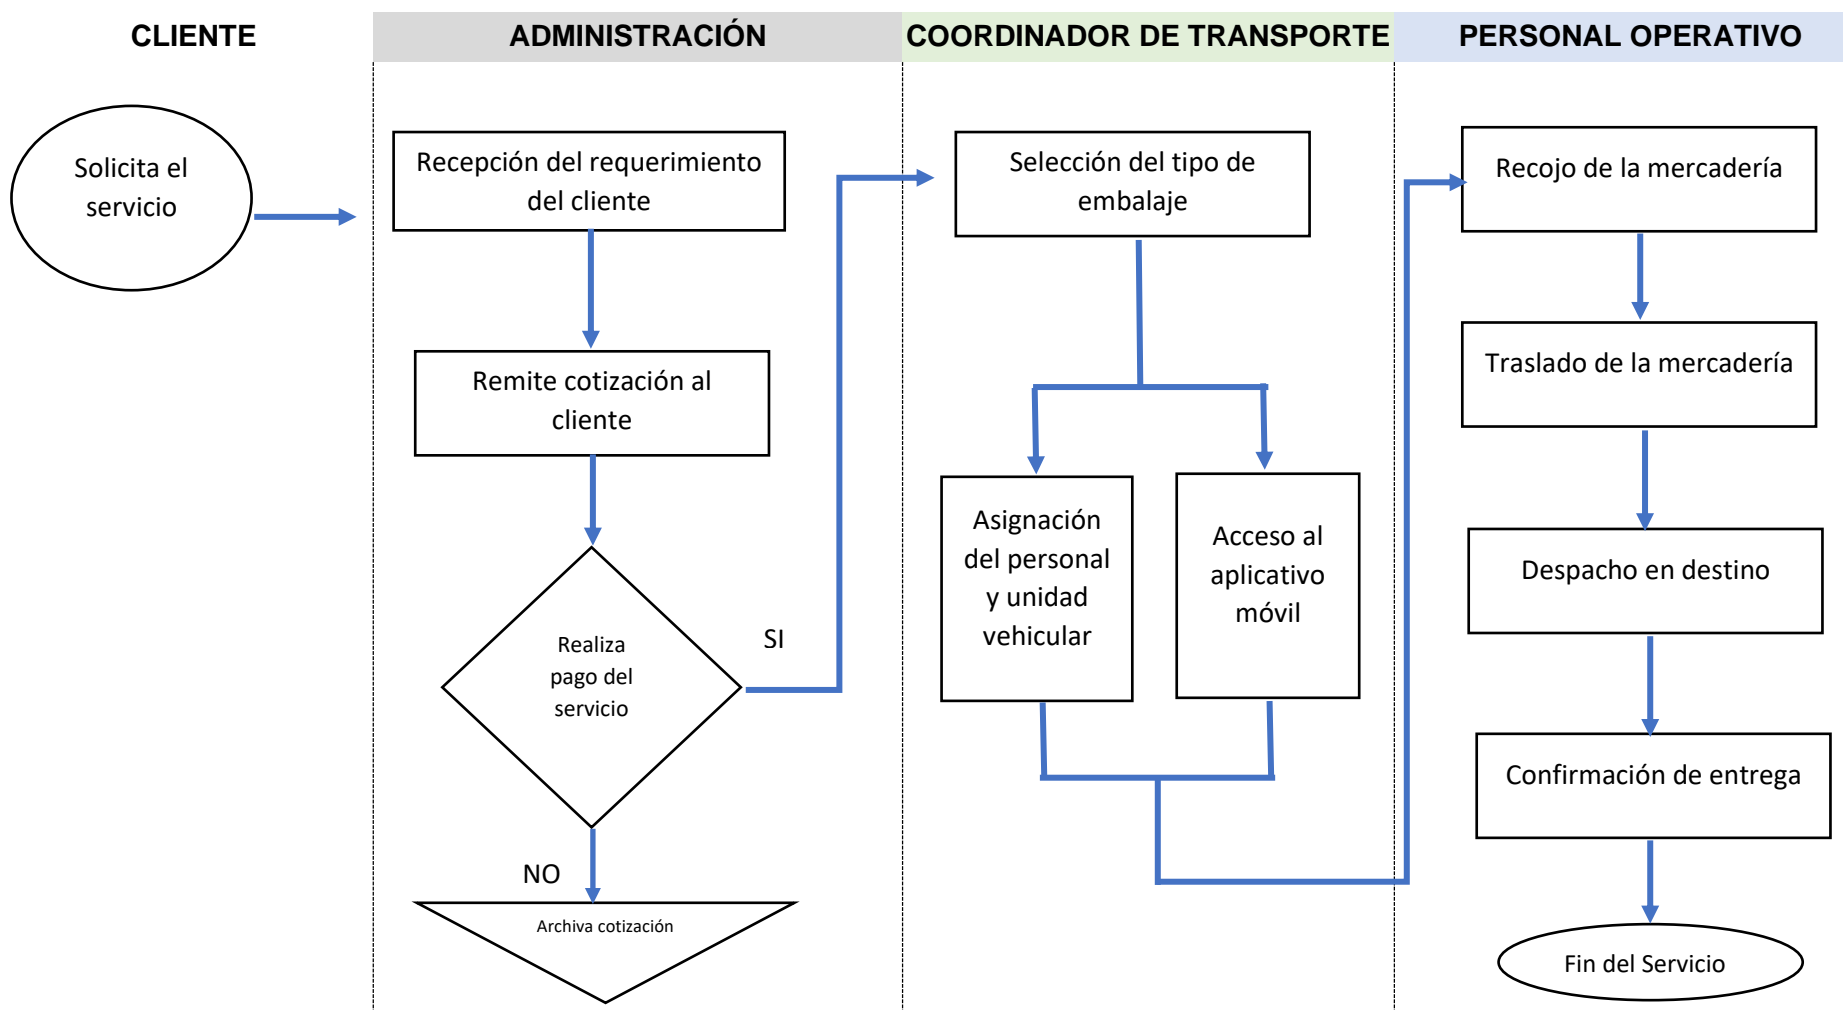 CLIENTE
ADMINISTRACIÓN
COORDINADOR DE TRANSPORTE
PERSONAL OPERATIVO
Solicita el
servicio
Recepción del requerimiento
del cliente
Remite cotización al
cliente
Realiza
pago del
servicio
SI
NO
Archiva cotización
Selección del tipo de
embalaje
Asignación
del personal
y unidad
vehicular
Acceso al
aplicativo
móvil
Recojo de la mercadería
Traslado de la mercadería
Despacho en destino
Confirmación de entrega
Fin del Servicio